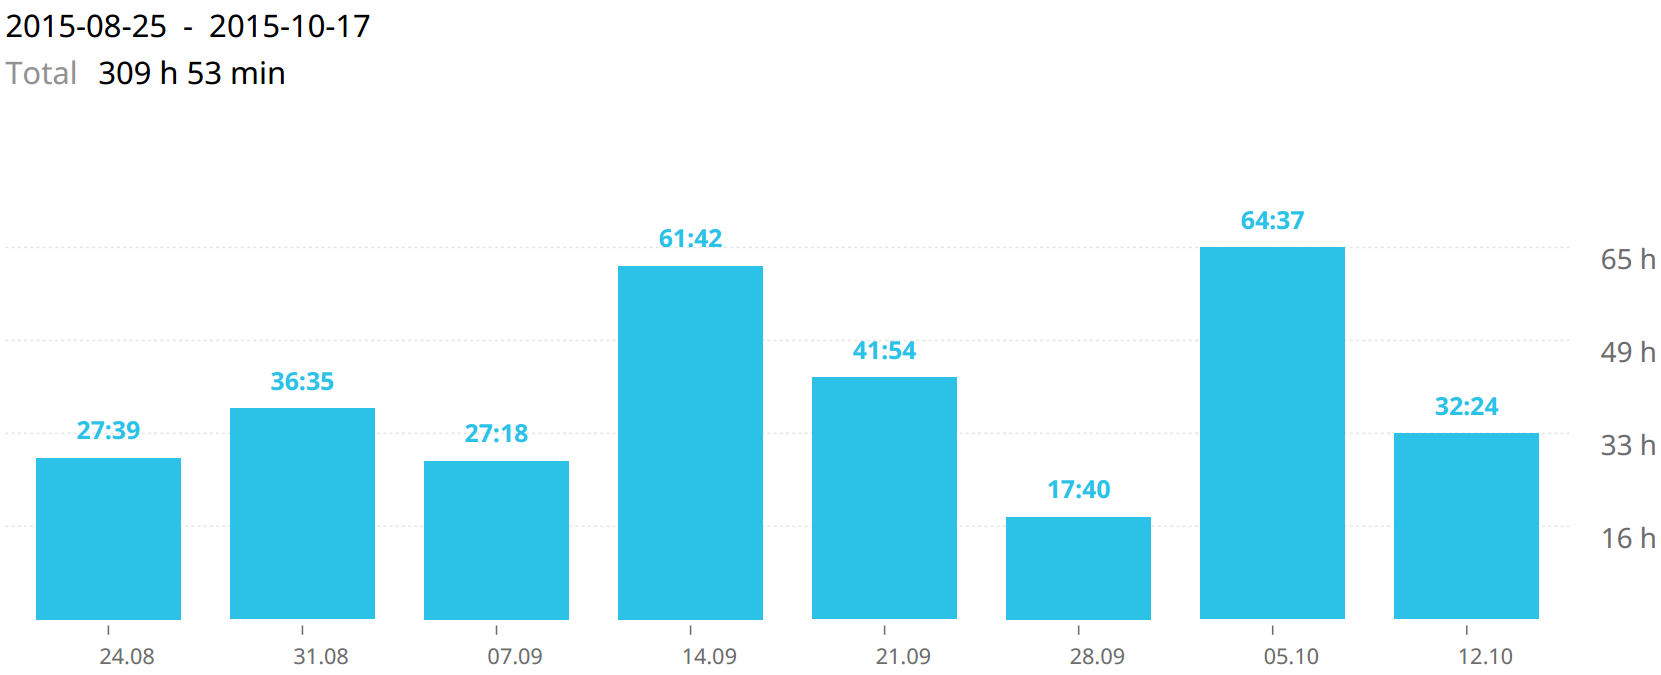 2015-08-25 - 2015-10-17
Total 309 h 53 min
64:37
61:42
65 h
41:54
49 h
36:35
32:24
27:39
27:18
33 h
17:40
16 h
24.08 31.08 07.09 14.09 21.09 28.09 05.10 12.10